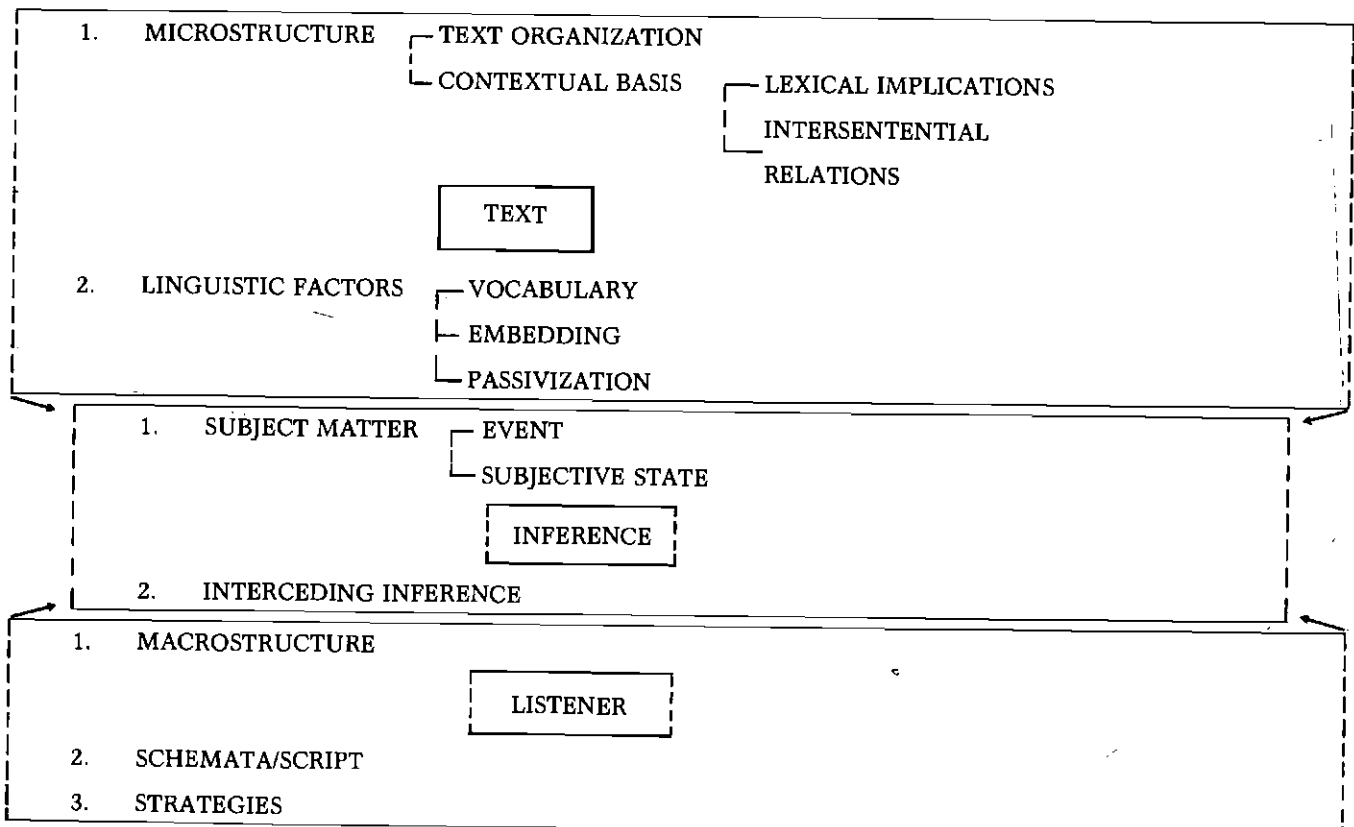 1. MICROSTRUCTURE TEXT ORGANIZATION
CONTEXTUAL BASIS LEXICAL IMPLICATIONS
INTERSENTENTIAL
RELATIONS
TEXT
2. LINGUISTIC FACTORS VOCABULARY
EMBEDDING
PASSIVIZATION
1. SUBJECT MATTER EVENT
SUBJECTIVE STATE
INFERENCE
2. INTERCEDING INFERENCE
1. MACROSTRUCTURE
LISTENER
2. SCHEMATA/SCRIPT
3. STRATEGIES